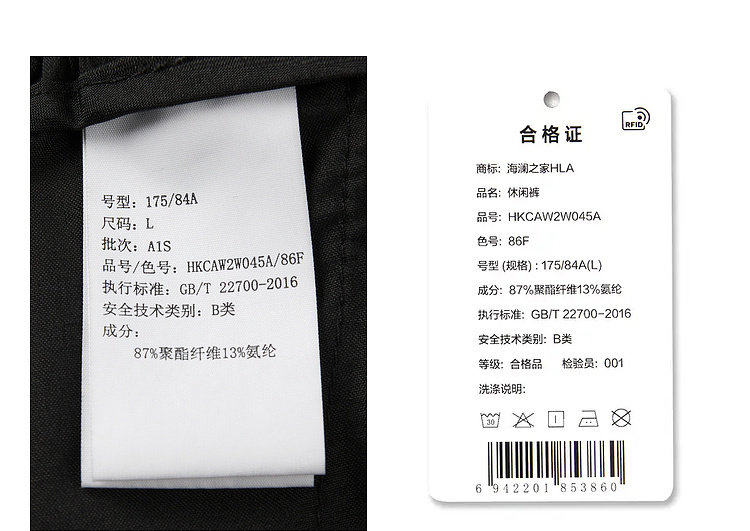 号型：175/84A
尺码：L
批次：A1S
品号/色号：HKCAW2W045A/86F
执行标准：GB/T 22700-2016
安全技术类别：B类
成分：
87%聚酯纤维13%氨纶
RFID
合格证
商标：海澜之家HLA
品名：休闲裤
品号：HKCAW2W045A
色号：86F
号型 (规格)：175/84A(L)
成分：87%聚酯纤维13%氨纶
执行标准：GB/T 22700-2016
安全技术类别：B类
等级：合格品 检验员：001
洗涤说明：
30
6 942201 853860